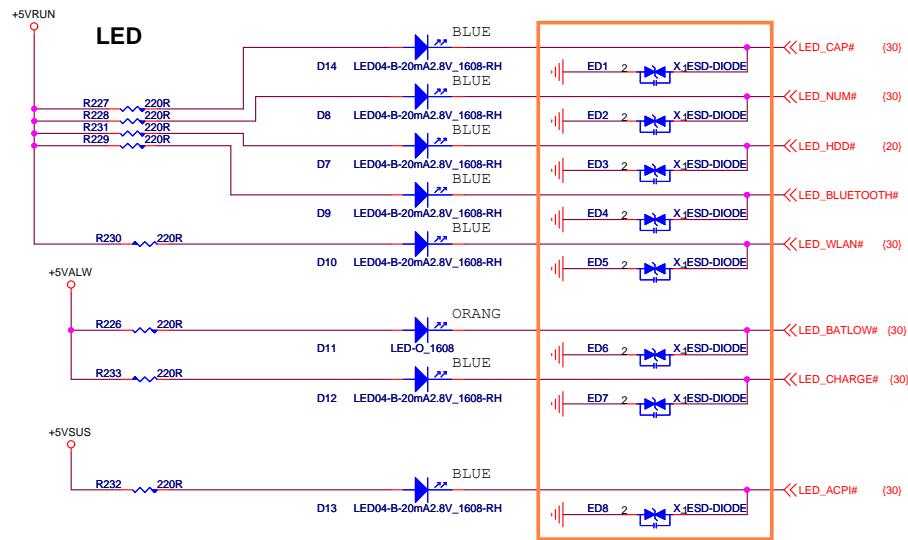 +5VRUN
LED
BLUE
LED_CAP# {30}
D14 LED04-B-20mA2.8V_1608-RH
ED1 2 X 1 ESD-DIODE
BLUE
R227 220R
LED_NUM# {30}
R228 220R
D8 LED04-B-20mA2.8V_1608-RH
ED2 2 X 1 ESD-DIODE
R231 220R
BLUE
R229 220R
LED_HDD# {20}
D7 LED04-B-20mA2.8V_1608-RH
ED3 2 X 1 ESD-DIODE
BLUE
LED_BLUETOOTH#
D9 LED04-B-20mA2.8V_1608-RH
ED4 2 X 1 ESD-DIODE
BLUE
R230 220R
LED_WLAN# {30}
D10 LED04-B-20mA2.8V_1608-RH
ED5 2 X 1 ESD-DIODE
+5VALW
ORANG
R226 220R
LED_BATLOW# {30}
D11 LED-O_1608
ED6 2 X 1 ESD-DIODE
BLUE
R233 220R
LED_CHARGE# {30}
D12 LED04-B-20mA2.8V_1608-RH
ED7 2 X 1 ESD-DIODE
+5VSUS
BLUE
R232 220R
LED_ACPI# {30}
D13 LED04-B-20mA2.8V_1608-RH
ED8 2 X 1 ESD-DIODE